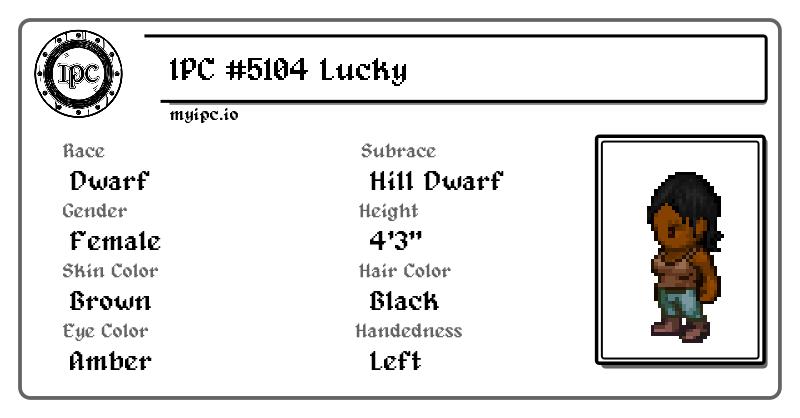 IPC
IPC #5104 Lucky
myipc.io
Race
Subrace
Dwarf
Hill Dwarf
Gender
Height
Female
4'3"
Skin Color
Hair Color
Brown
Black
Eye Color
Handedness
Amber
Left